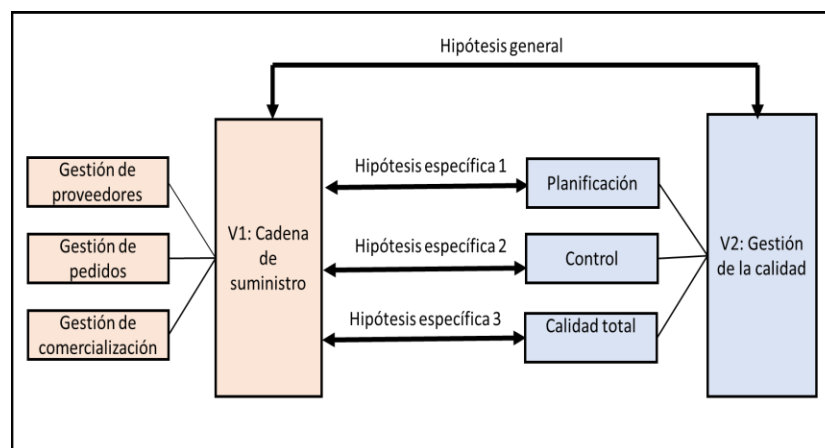 Hipótesis general
Gestión de
proveedores
Gestión de
pedidos
Gestión de
comercialización
V1: Cadena
de
suministro
Hipótesis específica 1
Hipótesis específica 2
Hipótesis específica 3
Planificación
Control
Calidad total
V2: Gestión
de la calidad